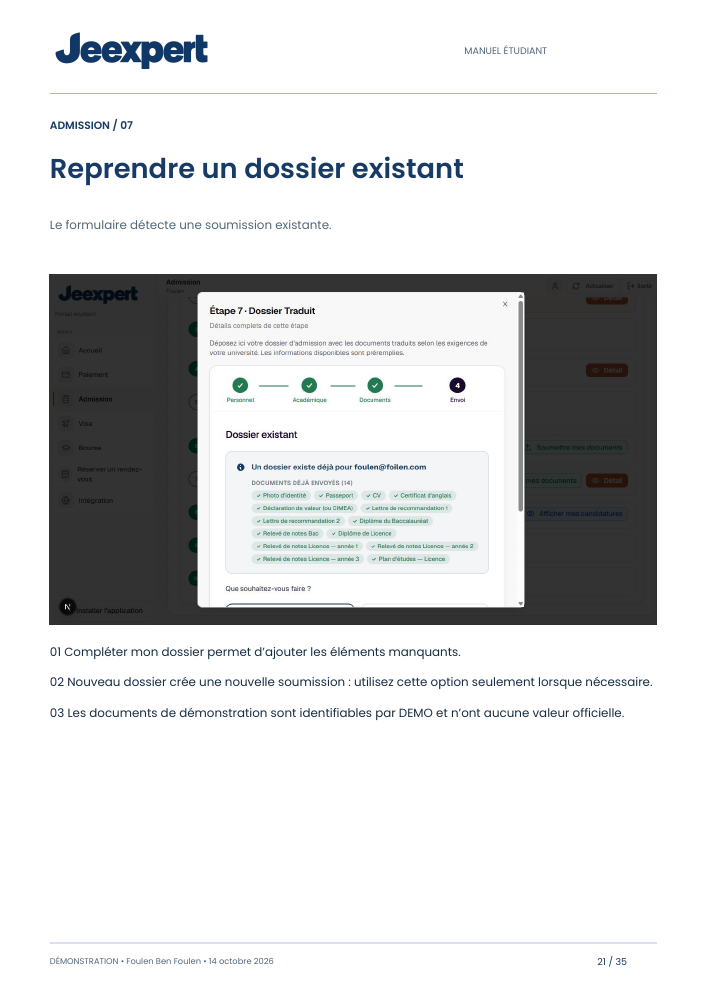 Jeexpert
MANUEL ÉTUDIANT
ADMISSION / 07
Reprendre un dossier existant
Le formulaire détecte une soumission existante.
Jeexpert
Portail étudiant
Accueil
Paiement
Admission
Visa
Bourse
Réserver un rendez-
vous
Intégration
Installer l'application
Admission
Foulen
Actualiser
Sortir
Détail
Détail
Soumettre mes documents
mes documents
Détail
Afficher mes candidatures
Étape 7 · Dossier Traduit
X
Détails complets de cette étape
Déposez ici votre dossier d'admission avec les documents traduits selon les exigences de
votre université. Les informations disponibles sont préremplies.
4
Personnel Académique Documents Envoi
Dossier existant
Un dossier existe déjà pour foulen@foilen.com
DOCUMENTS DÉJÀ ENVOYÉS (14)
✓ Photo d'identité ✓ Passeport ✓ CV ✓ Certificat d'anglais
✓ Déclaration de valeur (ou CIMEA) ✓ Lettre de recommandation 1
✓ Lettre de recommandation 2 ✓ Diplôme du Baccalauréat
✓ Relevé de notes Bac ✓ Diplôme de Licence
✓ Relevé de notes Licence — année 1 ✓ Relevé de notes Licence — année 2
✓ Relevé de notes Licence — année 3 ✓ Plan d'études — Licence
Que souhaitez-vous faire ?
N
01 Compléter mon dossier permet d’ajouter les éléments manquants.
02 Nouveau dossier crée une nouvelle soumission : utilisez cette option seulement lorsque nécessaire.
03 Les documents de démonstration sont identifiables par DEMO et n’ont aucune valeur officielle.
DÉMONSTRATION • Foulen Ben Foulen • 14 octobre 2026
21 / 35